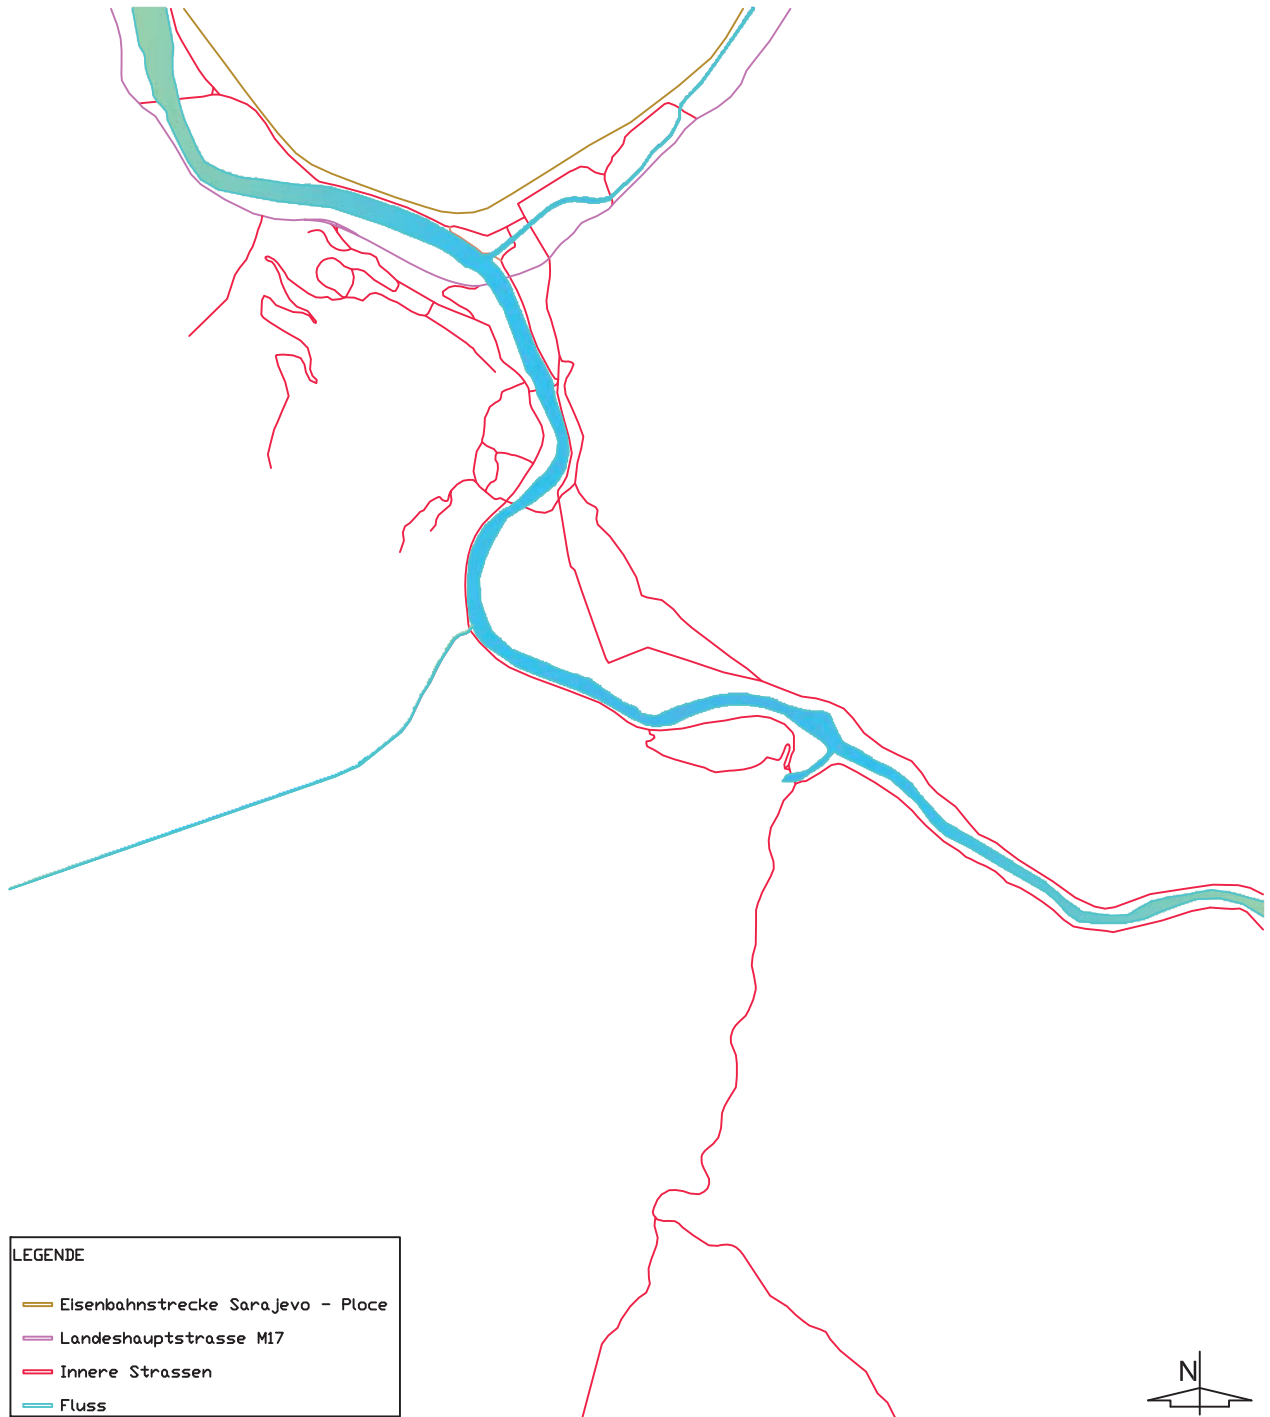 LEGENDE
Eisenbahnstrecke Sarajevo - Ploce
Landeshauptstrasse M17
Innere Strassen
Fluss
N